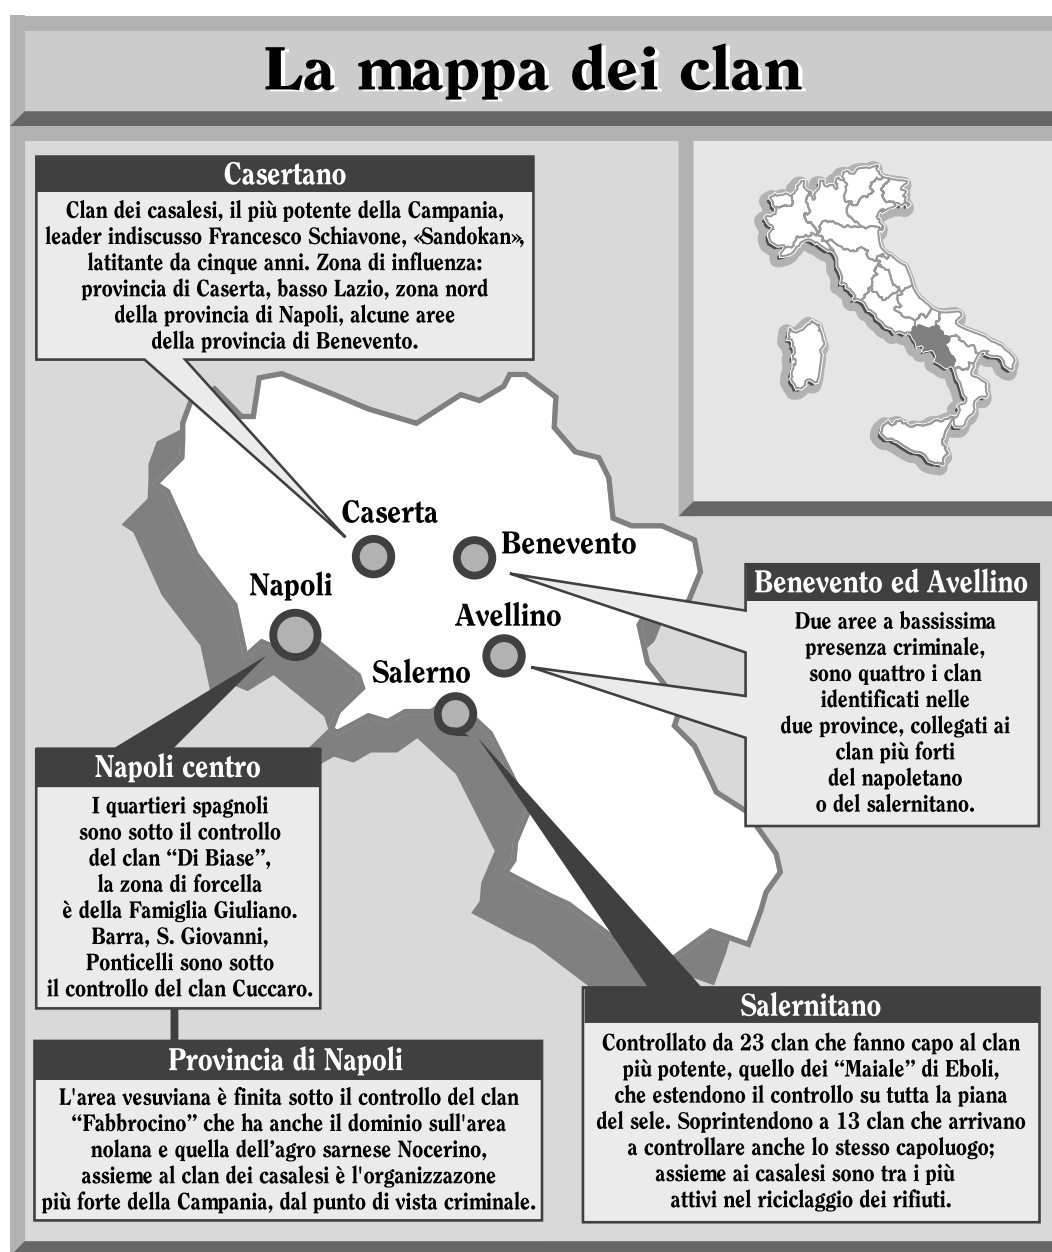 La mappa dei clan
Casertano
Clan dei casalesi, il più potente della Campania,
leader indiscusso Francesco Schiavone, «Sandokan»,
latitante da cinque anni. Zona di influenza:
provincia di Caserta, basso Lazio, zona nord
della provincia di Napoli, alcune aree
della provincia di Benevento.
Caserta
Benevento
Napoli
Avellino
Salerno
Benevento ed Avellino
Due aree a bassissima
presenza criminale,
sono quattro i clan
identificati nelle
due province, collegati ai
clan più forti
del napoletano
o del salernitano.
Napoli centro
I quartieri spagnoli
sono sotto il controllo
del clan “Di Biase”,
la zona di forcella
è della Famiglia Giuliano.
Barra, S. Giovanni,
Ponticelli sono sotto
il controllo del clan Cuccaro.
Provincia di Napoli
L'area vesuviana è finita sotto il controllo del clan
“Fabbrocino” che ha anche il dominio sull'area
nolana e quella dell’agro sarnese Nocerino,
assieme al clan dei casalesi è l'organizzazone
più forte della Campania, dal punto di vista criminale.
Salernitano
Controllato da 23 clan che fanno capo al clan
più potente, quello dei “Maiale” di Eboli,
che estendono il controllo su tutta la piana
del sele. Soprintendono a 13 clan che arrivano
a controllare anche lo stesso capoluogo;
assieme ai casalesi sono tra i più
attivi nel riciclaggio dei rifiuti.